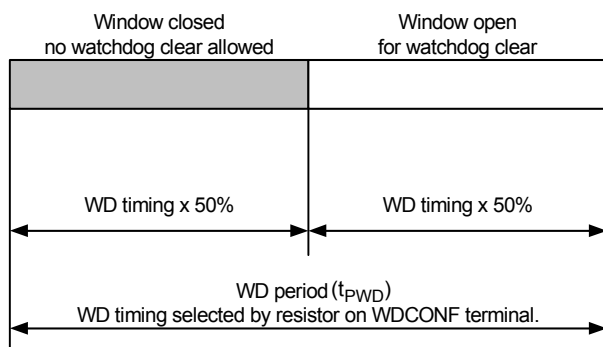 Window closed
no watchdog clear allowed
Window open
for watchdog clear
WD timing x 50%
WD timing x 50%
WD period (tPWD)
WD timing selected by resistor on WDCONF terminal.